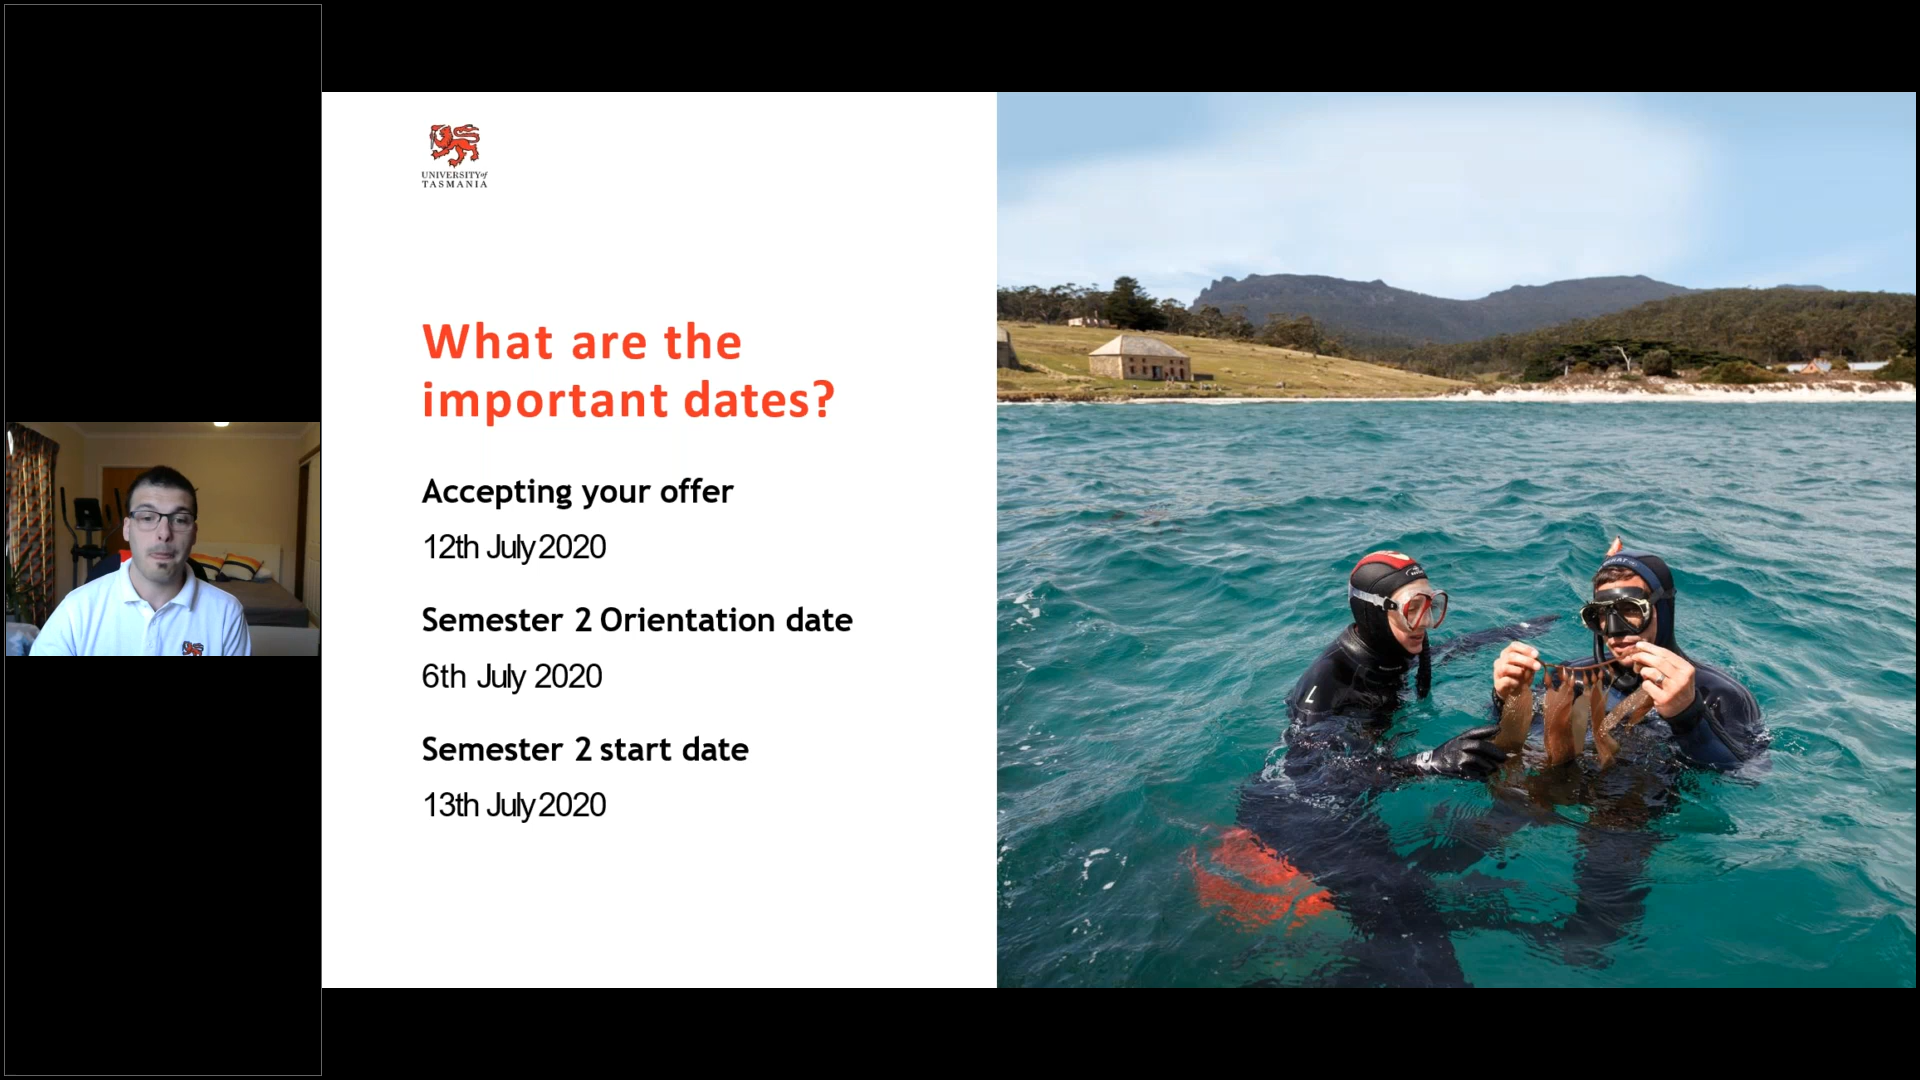 UNIVERSITY of
TASMANIA
What are the
important dates?
Accepting your offer
12th July 2020
Semester 2 Orientation date
6th July 2020
Semester 2 start date
13th July 2020
L